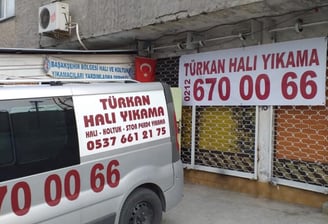 BAŞAKŞEHİR BÖLGESİ HALI VE KOLTUK
YIKAMACILARI YARDIMLAŞMA
TÜRKAN HALI YIKAMA
0212 670 00 66
TÜRKAN
HALI YIKAMA
HALI - KOLTUK - STOR PERDE YIKAMA
0537 661 21 75
70 00 66